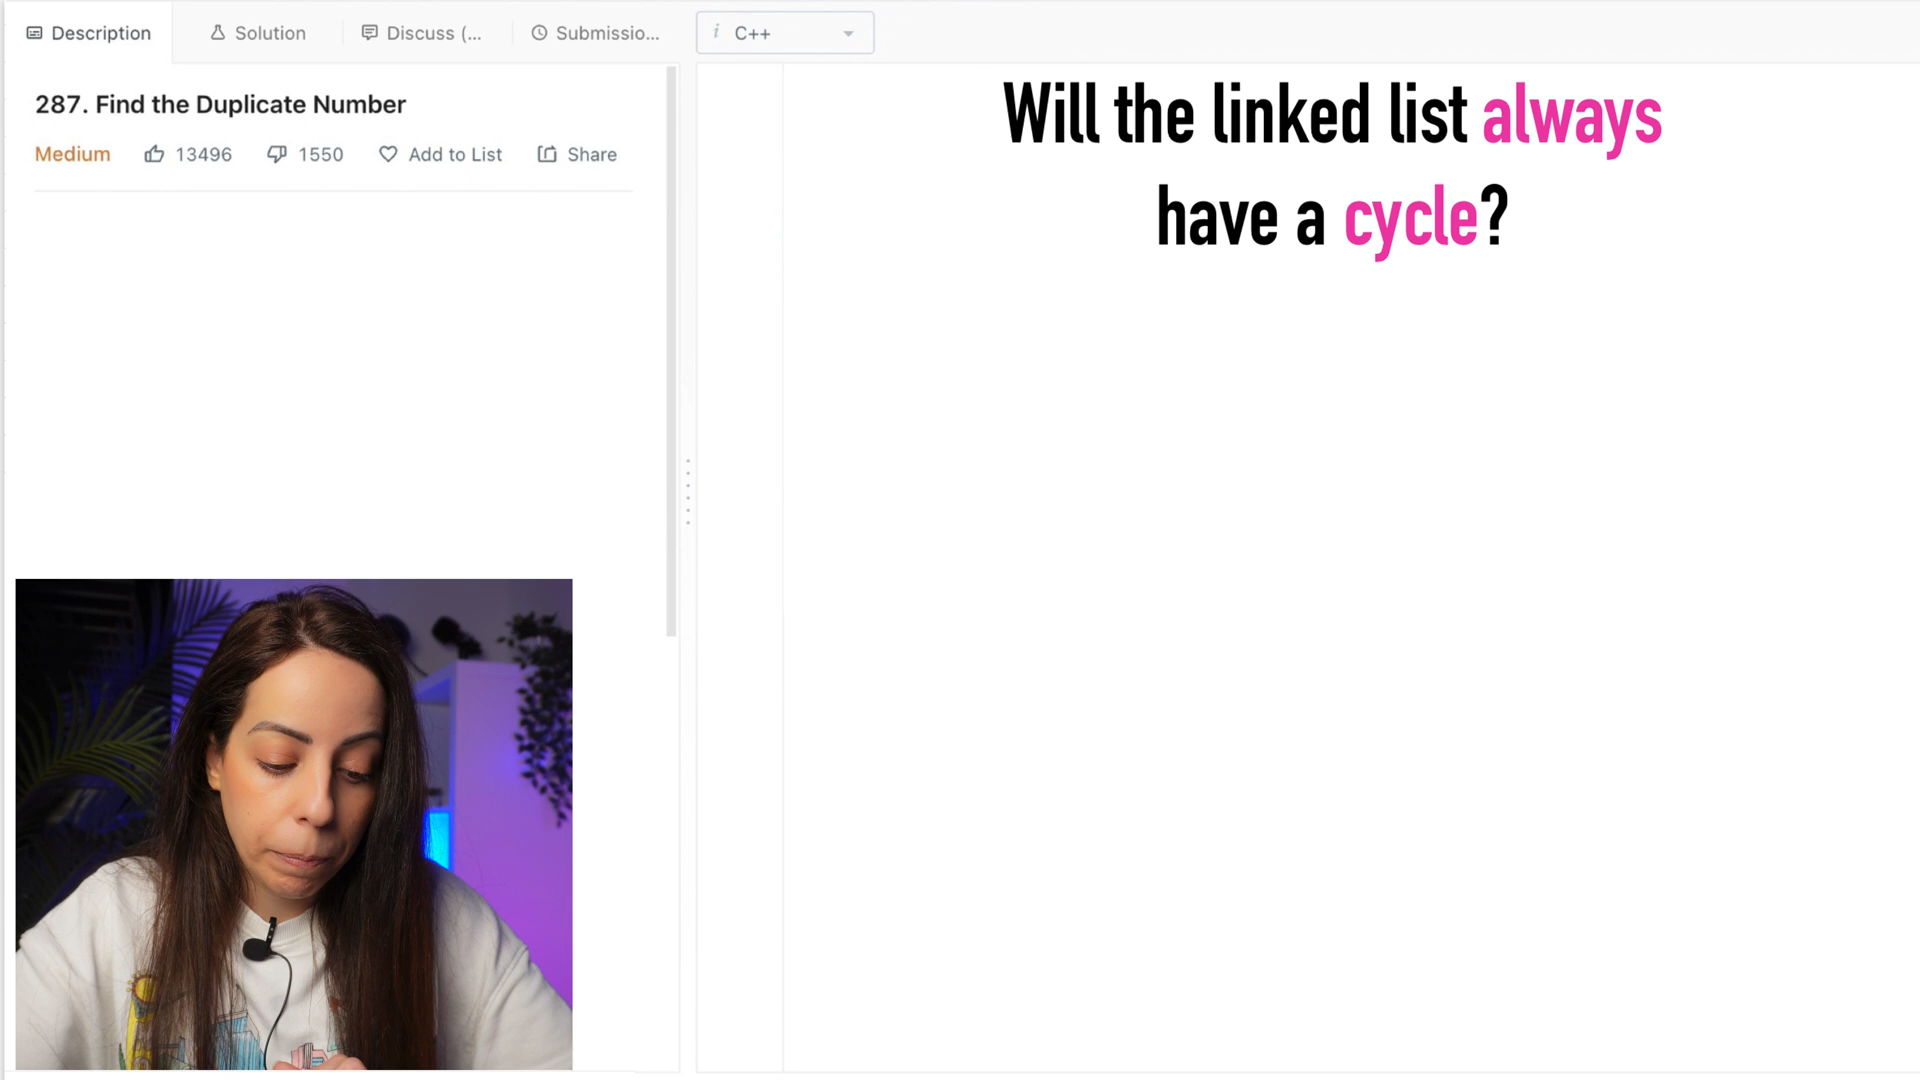 Description
Solution
Discuss (...
Submissio...
i C++
287. Find the Duplicate Number
Medium 13496 1550 Add to List Share
Will the linked list always
have a cycle?